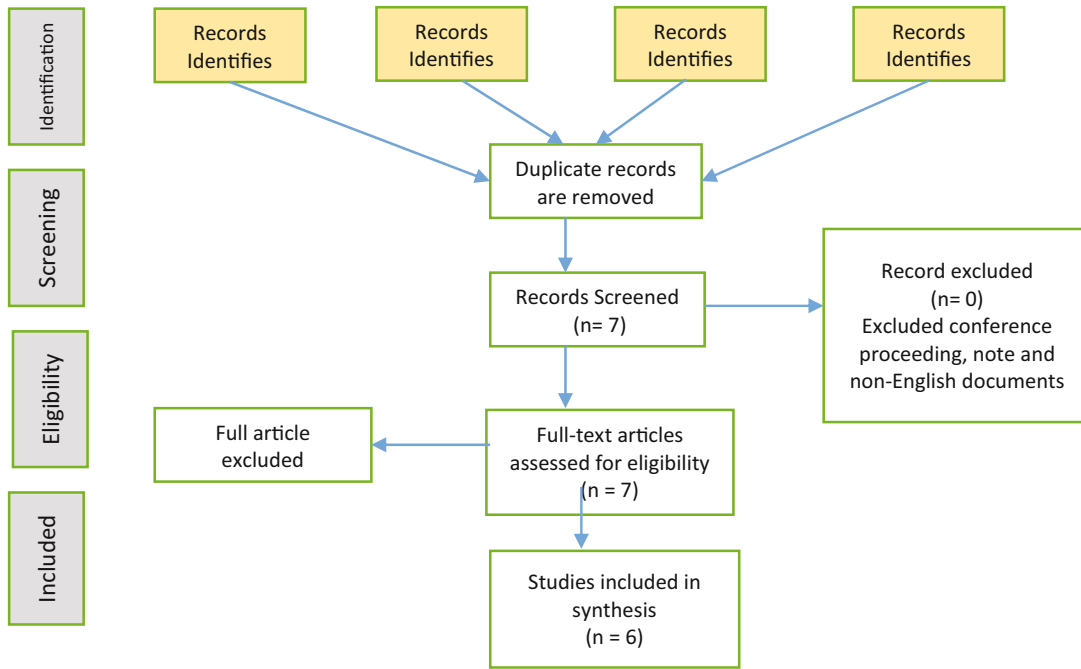 Identification
Records
Identifies
Records
Identifies
Records
Identifies
Records
Identifies
Duplicate records
are removed
Screening
Records Screened
(n= 7)
Record excluded
(n= 0)
Excluded conference
proceeding, note and
non-English documents
Eligibility
Full article
excluded
Full-text articles
assessed for eligibility
(n = 7)
Included
Studies included in
synthesis
(n = 6)